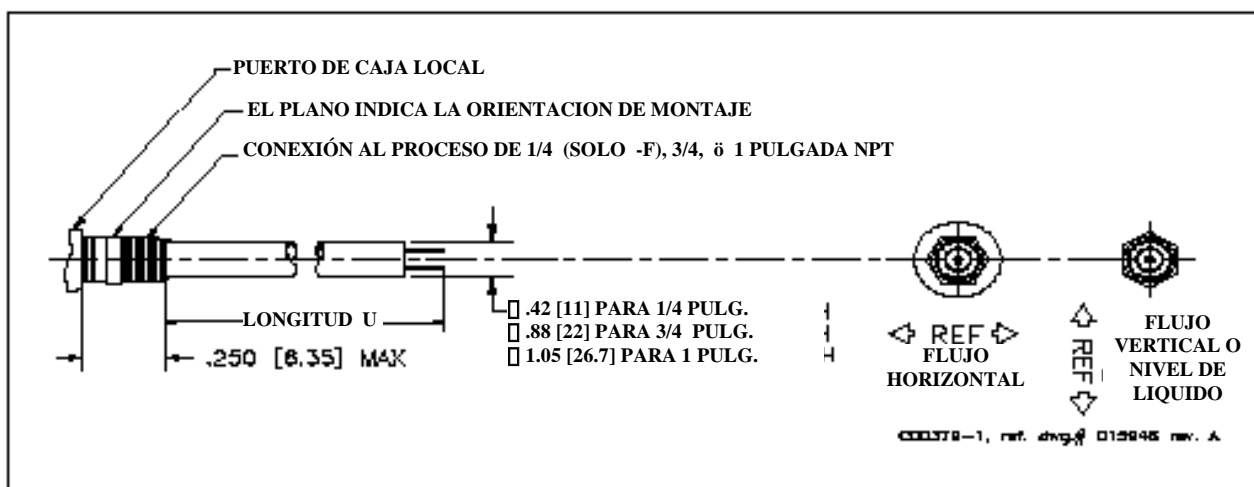 PUERTO DE CAJA LOCAL
EL PLANO INDICA LA ORIENTACION DE MONTAJE
CONEXIÓN AL PROCESO DE 1/4 (SOLO -F), 3/4, ö 1 PULGADA NPT
LONGITUD U
.250 [6.35] MAX
▯ .42 [11] PARA 1/4 PULG.
▯ .88 [22] PARA 3/4 PULG.
▯ 1.05 [26.7] PARA 1 PULG.
REF
FLUJO
HORIZONTAL
REF
FLUJO
VERTICAL O
NIVEL DE
LIQUIDO
ref. dwg.# rev. A